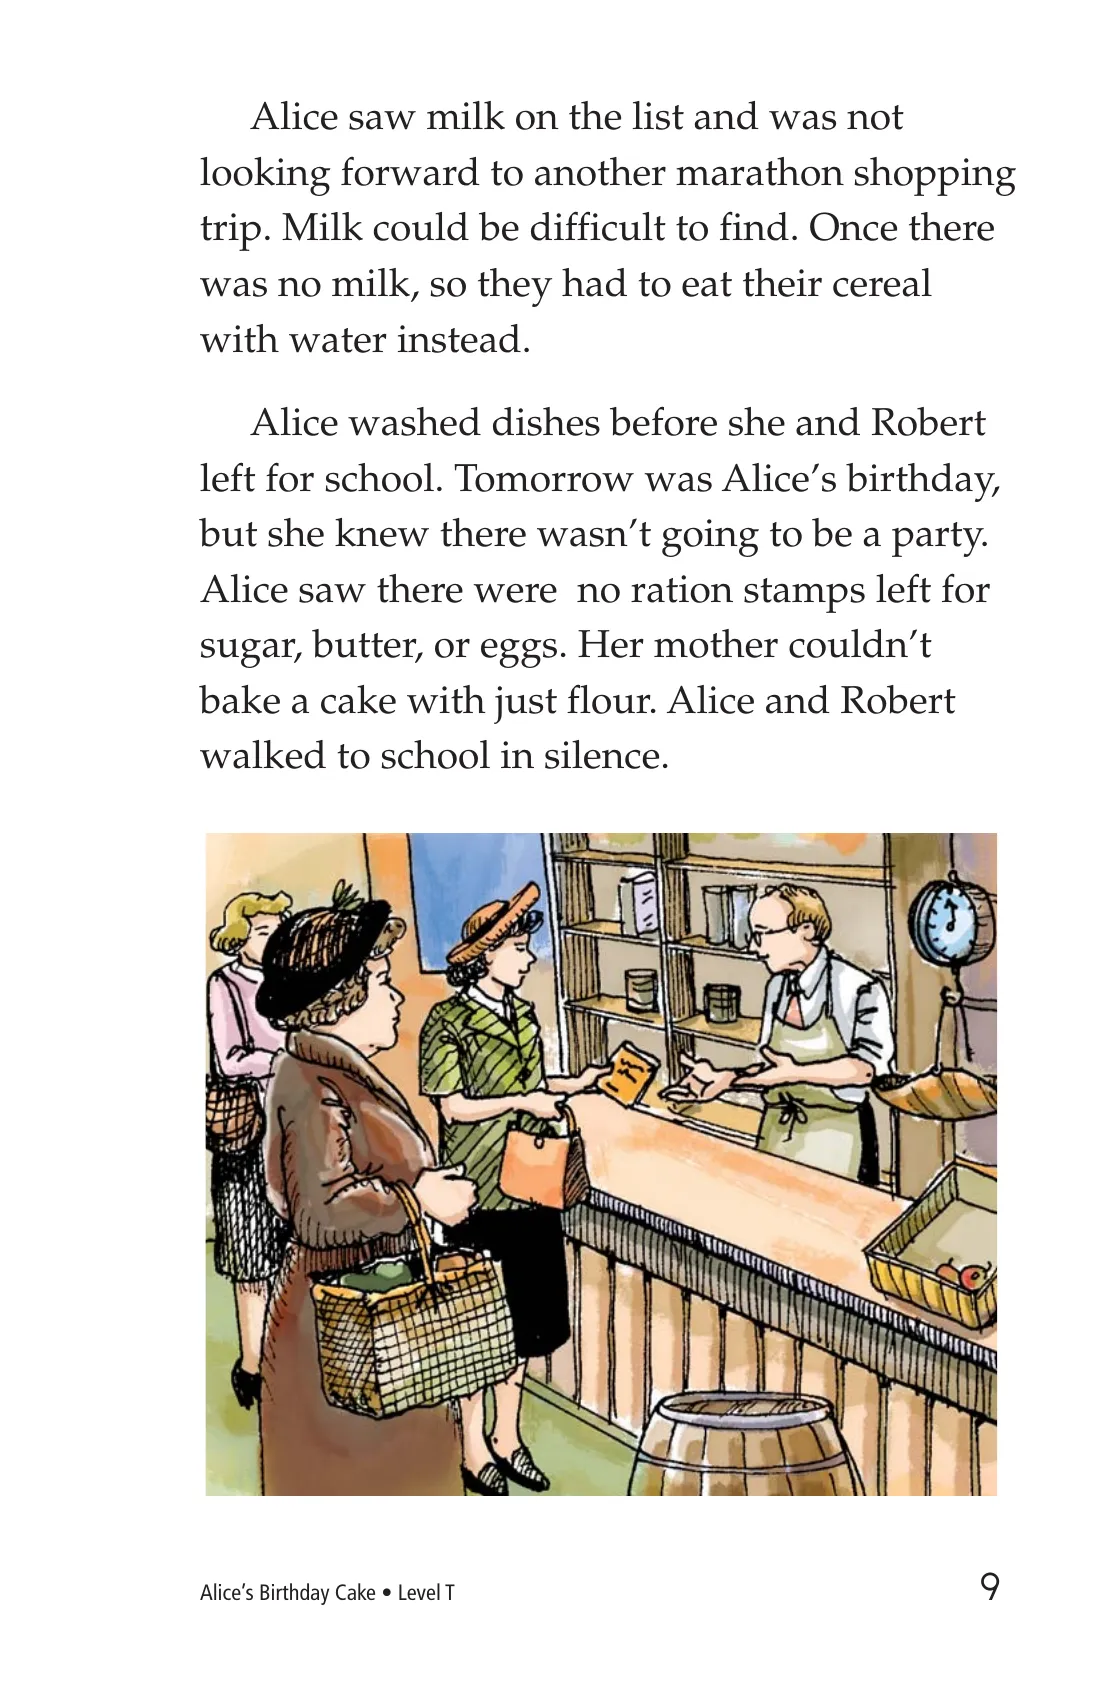 Alice saw milk on the list and was not
looking forward to another marathon shopping
trip. Milk could be difficult to find. Once there
was no milk, so they had to eat their cereal
with water instead.
Alice washed dishes before she and Robert
left for school. Tomorrow was Alice’s birthday,
but she knew there wasn’t going to be a party.
Alice saw there were  no ration stamps left for
sugar, butter, or eggs. Her mother couldn’t
bake a cake with just flour. Alice and Robert
walked to school in silence.
Alice’s Birthday Cake • Level T
9